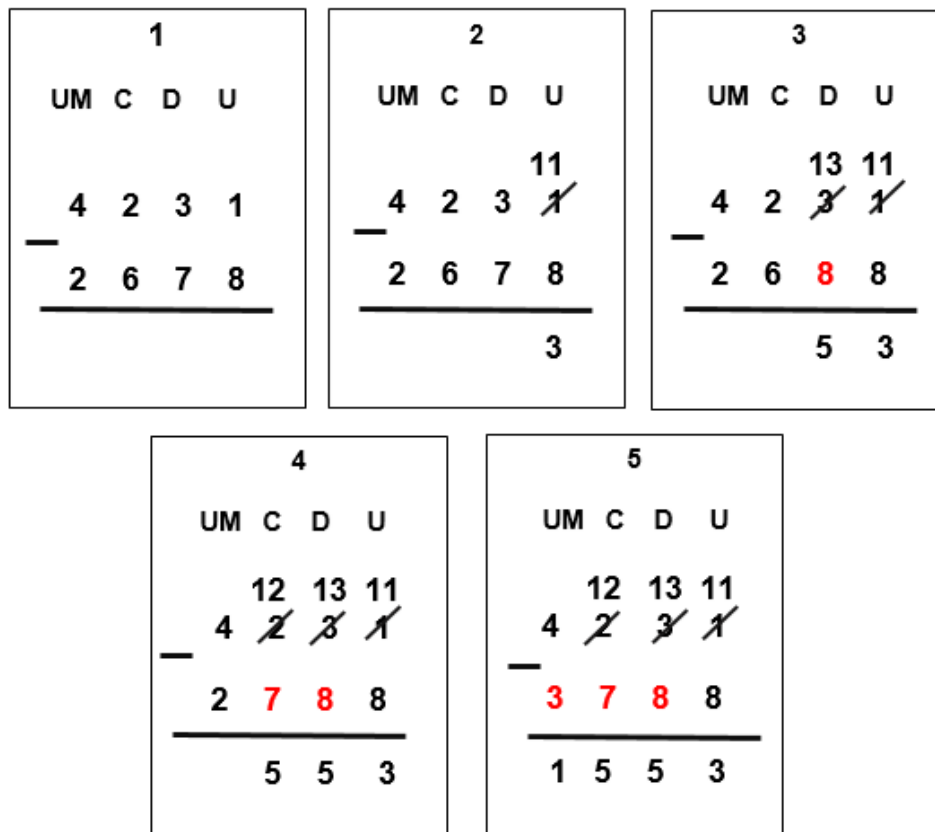 1
UM C D U
4 2 3 1
—
2 6 7 8
2
UM C D U
11
4 2 3 1
—
2 6 7 8
3
3
UM C D U
13 11
4 2 3 1
—
2 6 8 8
5 3
4
UM C D U
12 13 11
4 2 3 1
—
2 7 8 8
5 5 3
5
UM C D U
12 13 11
4 2 3 1
—
3 7 8 8
1 5 5 3